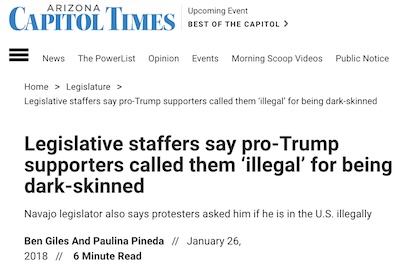 ARIZONA
CAPITOL TIMES
Upcoming Event
BEST OF THE CAPITOL >
News The PowerList Opinion Events Morning Scoop Videos Public Notice
Home > Legislature >
Legislative staffers say pro-Trump supporters called them ‘illegal’ for being dark-skinned
Legislative staffers say pro-Trump
supporters called them ‘illegal’ for being
dark-skinned
Navajo legislator also says protesters asked him if he is in the U.S. illegally
Ben Giles And Paulina Pineda // January 26,
2018 // 6 Minute Read